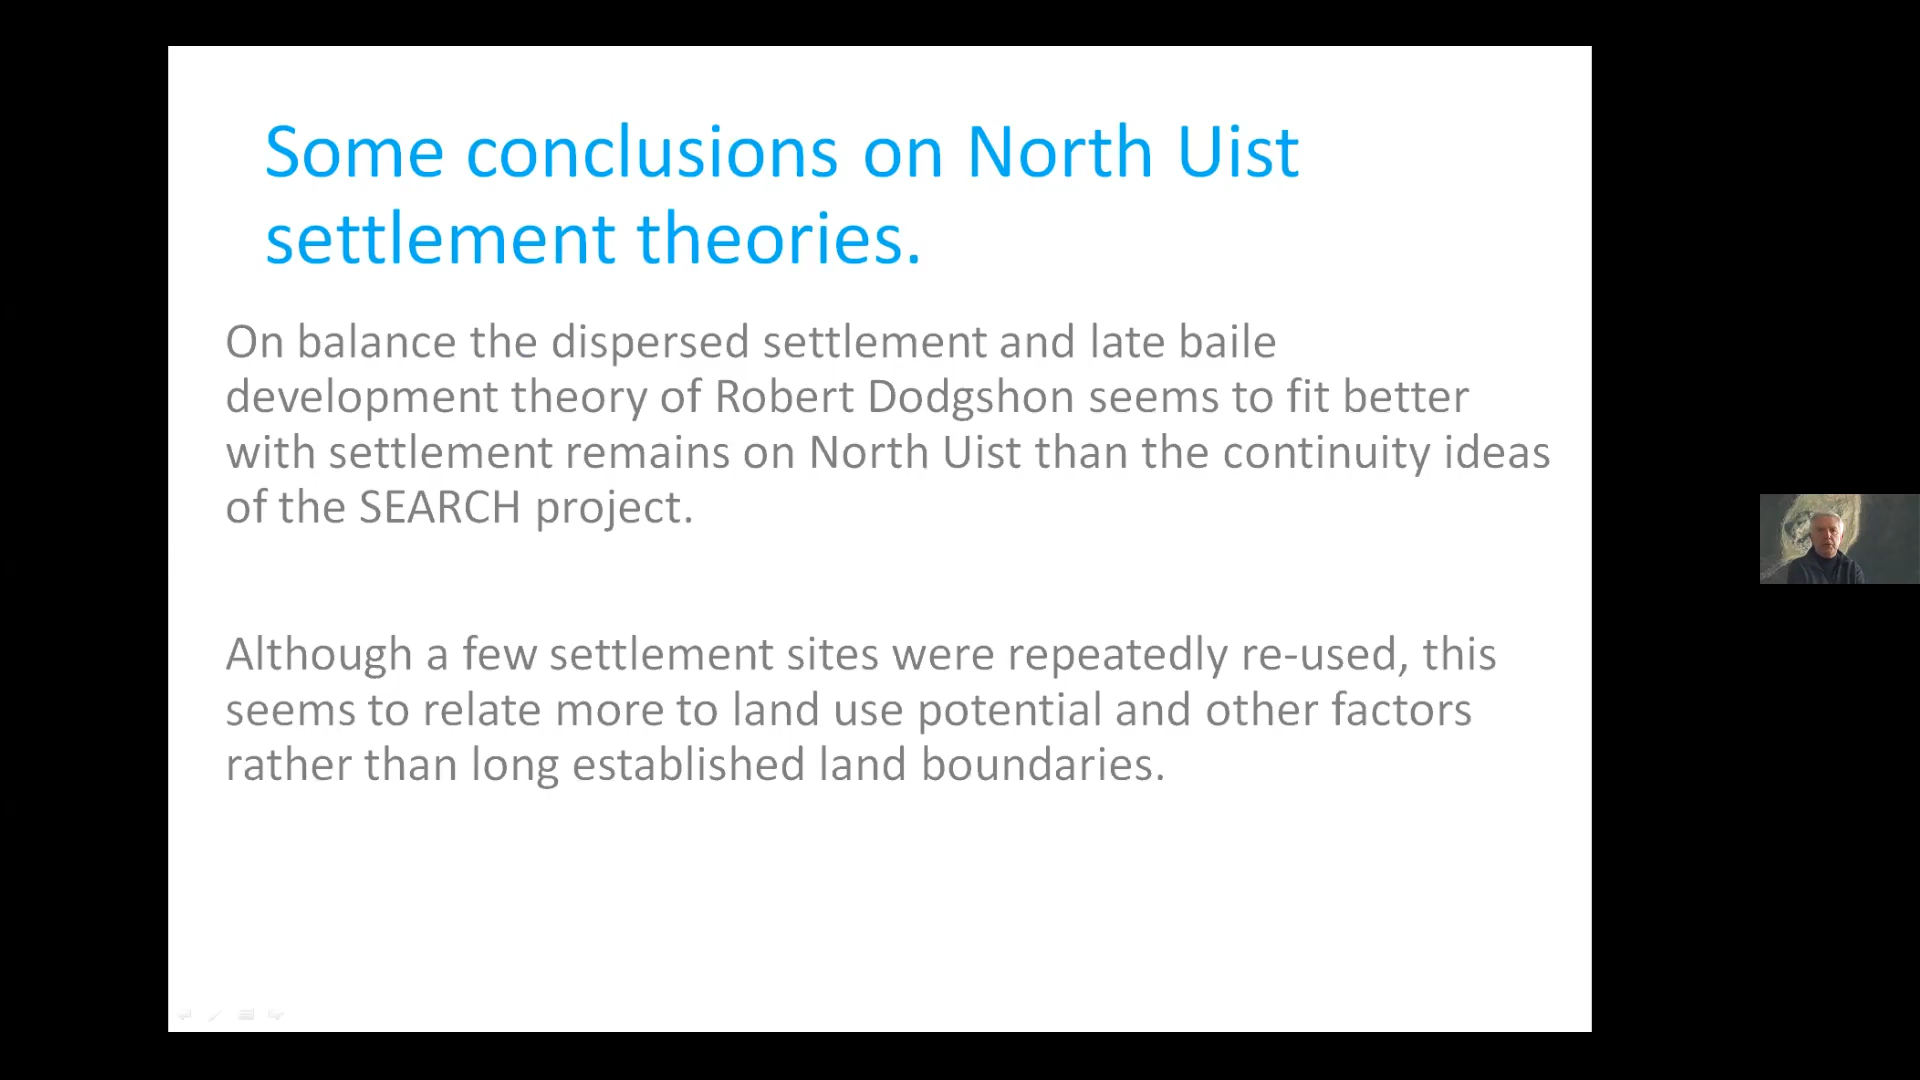 Some conclusions on North Uist
settlement theories.
On balance the dispersed settlement and late baile
development theory of Robert Dodgshon seems to fit better
with settlement remains on North Uist than the continuity ideas
of the SEARCH project.
Although a few settlement sites were repeatedly re-used, this
seems to relate more to land use potential and other factors
rather than long established land boundaries.